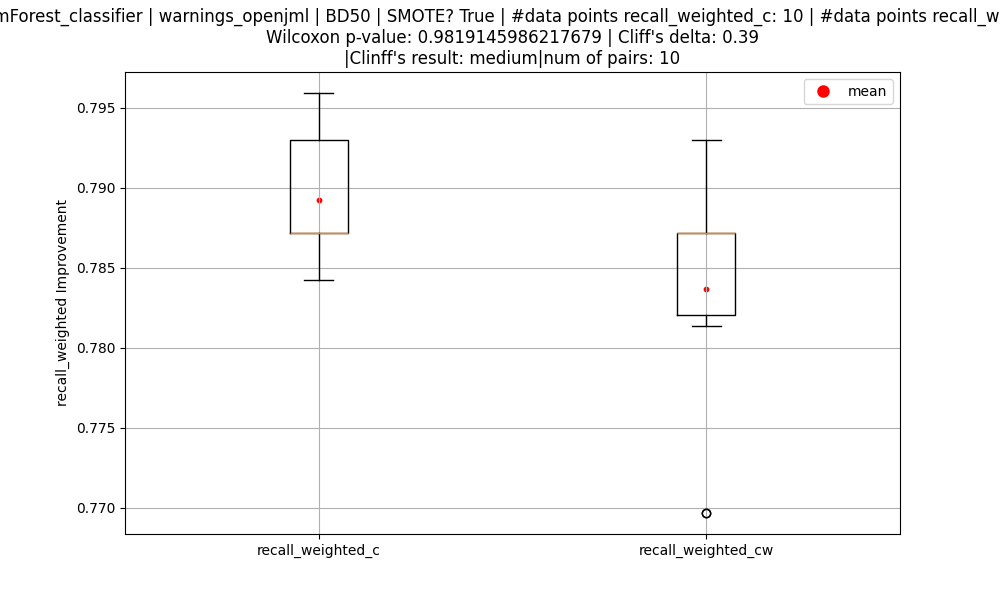 mForest_classifier | warnings_openjml | BD50 | SMOTE? True | #data points recall_weighted_c: 10 | #data points recall_w
Wilcoxon p-value: 0.9819145986217679 | Cliff's delta: 0.39
|Clinff's result: medium|num of pairs: 10
mean
0.795
0.790
0.785
0.780
0.775
0.770
recall_weighted Improvement
recall_weighted_c
recall_weighted_cw